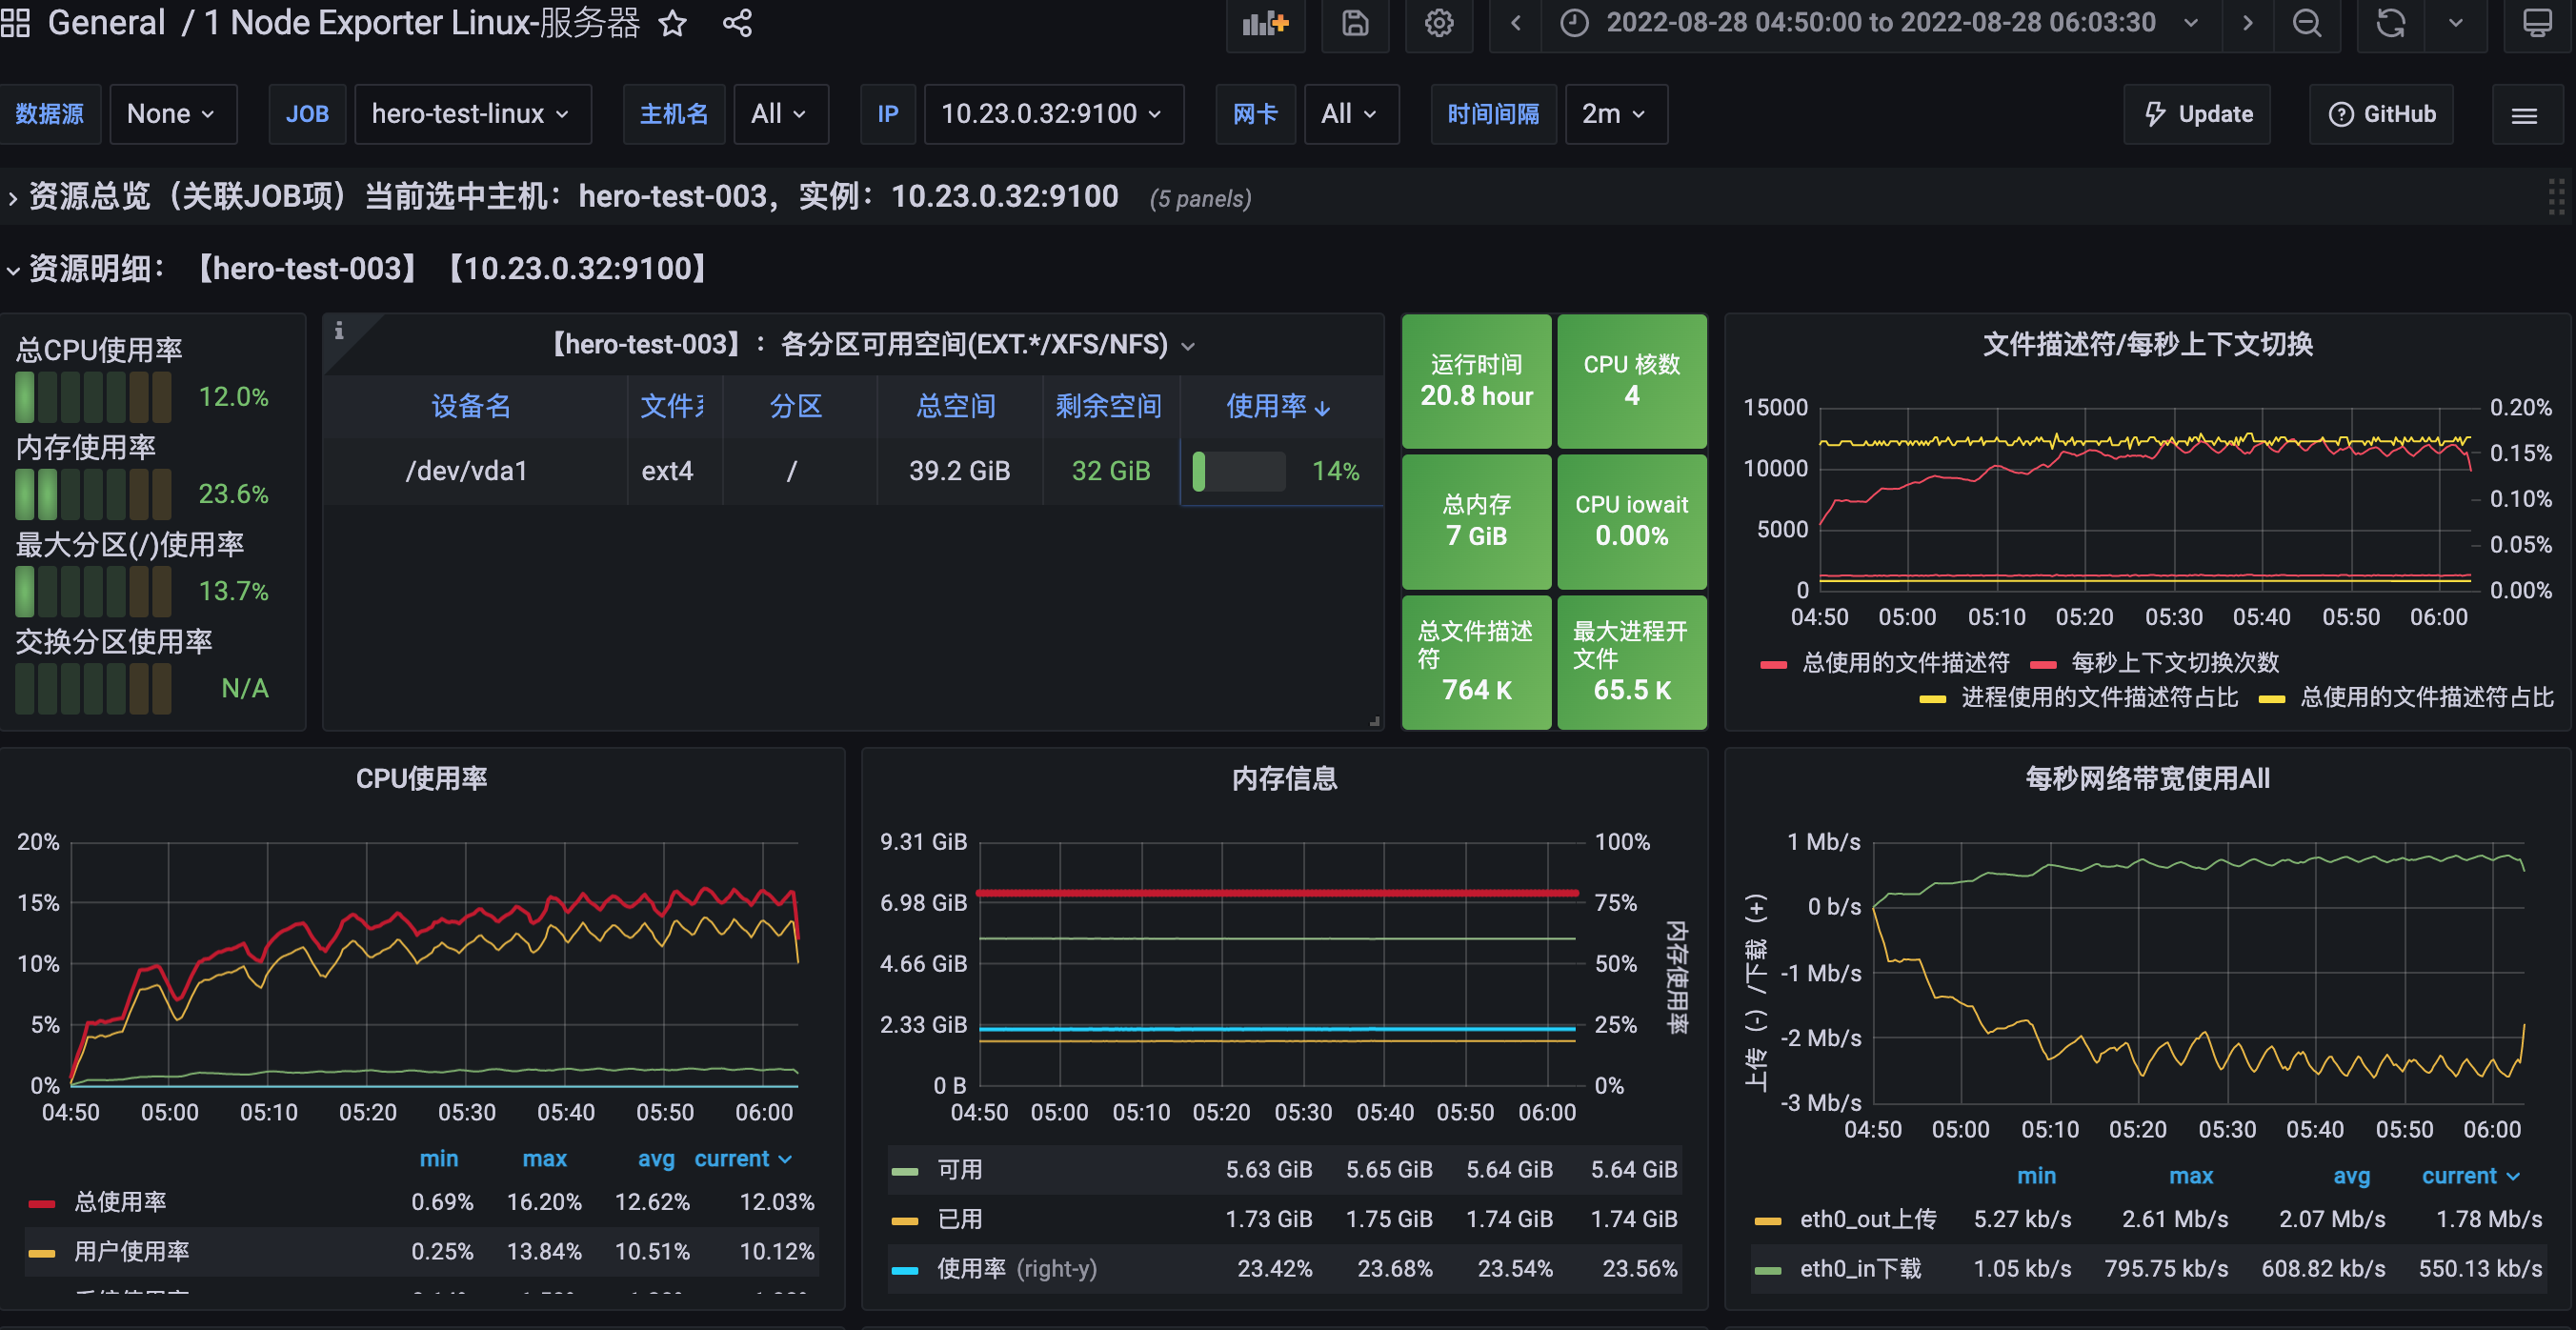 General / 1 Node Exporter Linux-服务器
2022-08-28 04:50:00 to 2022-08-28 06:03:30
数据源 None JOB hero-test-linux 主机名 All IP 10.23.0.32:9100 网卡 All 时间间隔 2m Update GitHub
资源总览（关联JOB项）当前选中主机：hero-test-003，实例：10.23.0.32:9100 (5 panels)
资源明细：【hero-test-003】【10.23.0.32:9100】
总CPU使用率
12.0%
内存使用率
23.6%
最大分区(/)使用率
13.7%
交换分区使用率
N/A
【hero-test-003】：各分区可用空间(EXT.*/XFS/NFS)
设备名 文件 分区 总空间 剩余空间 使用率
/dev/vda1 ext4 / 39.2 GiB 32 GiB 14%
运行时间
20.8 hour
CPU 核数
4
总内存
7 GiB
CPU iowait
0.00%
总文件描述
符
764 K
最大进程开
文件
65.5 K
文件描述符/每秒上下文切换
15000 0.20%
0.15%
10000
0.10%
5000
0.05%
0 0.00%
04:50 05:00 05:10 05:20 05:30 05:40 05:50 06:00
总使用的文件描述符 每秒上下文切换次数
进程使用的文件描述符占比 总使用的文件描述符占比
CPU使用率
20%
15%
10%
5%
0%
04:50 05:00 05:10 05:20 05:30 05:40 05:50 06:00
min max avg current
总使用率 0.69% 16.20% 12.62% 12.03%
用户使用率 0.25% 13.84% 10.51% 10.12%
内存信息
9.31 GiB 100%
6.98 GiB 75%
4.66 GiB 50%
2.33 GiB 25%
0 B 0%
内存使用率
04:50 05:00 05:10 05:20 05:30 05:40 05:50 06:00
可用 5.63 GiB 5.65 GiB 5.64 GiB 5.64 GiB
已用 1.73 GiB 1.75 GiB 1.74 GiB 1.74 GiB
使用率 (right-y) 23.42% 23.68% 23.54% 23.56%
每秒网络带宽使用All
上传（-）/下载（+）
1 Mb/s
0 b/s
-1 Mb/s
-2 Mb/s
-3 Mb/s
04:50 05:00 05:10 05:20 05:30 05:40 05:50 06:00
min max avg current
eth0_out上传 5.27 kb/s 2.61 Mb/s 2.07 Mb/s 1.78 Mb/s
eth0_in下载 1.05 kb/s 795.75 kb/s 608.82 kb/s 550.13 kb/s